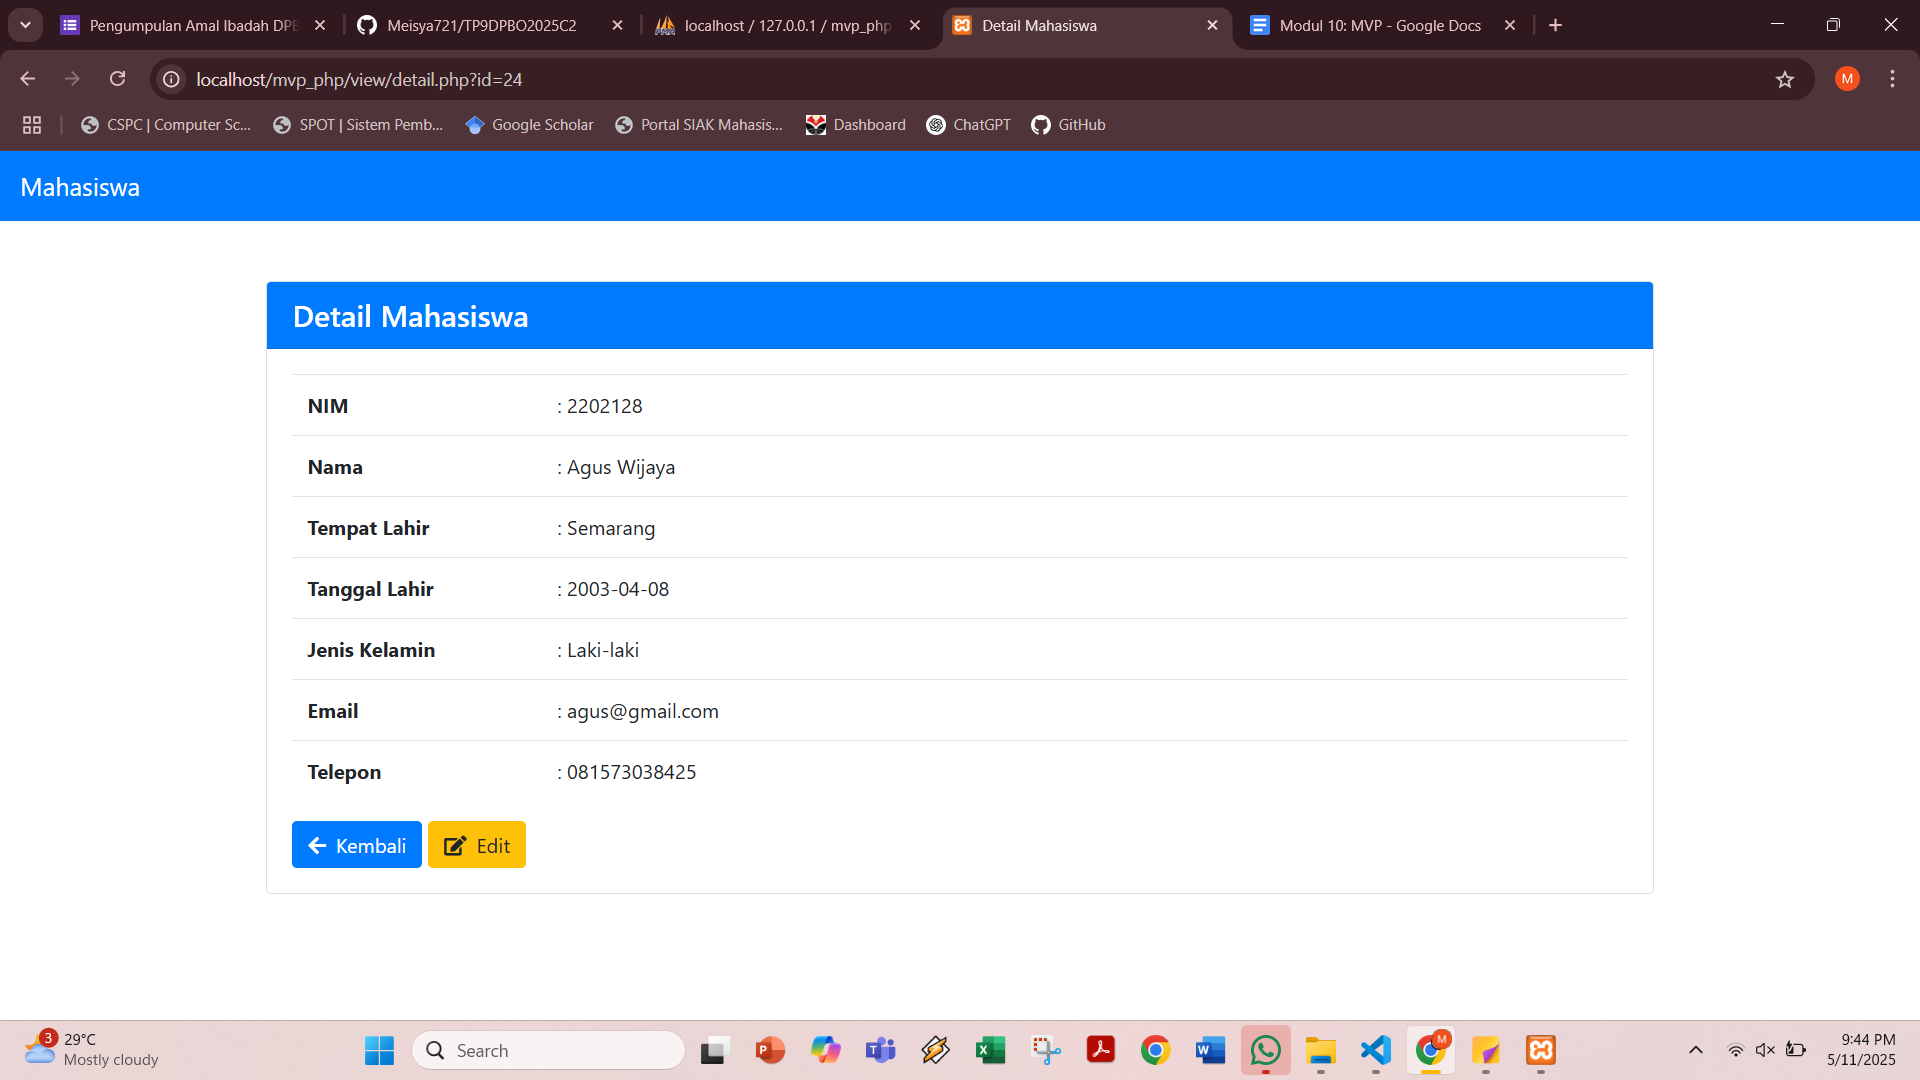 Pengumpulan Amal Ibadah DPB
Meisya721/TP9DPBO2025C2
localhost / 127.0.0.1 / mvp_php
Detail Mahasiswa
Modul 10: MVP - Google Docs
localhost/mvp_php/view/detail.php?id=24
M
CSPC | Computer Sc...
SPOT | Sistem Pemb...
Google Scholar
Portal SIAK Mahasis...
Dashboard
ChatGPT
GitHub
Mahasiswa
Detail Mahasiswa
NIM : 2202128
Nama : Agus Wijaya
Tempat Lahir : Semarang
Tanggal Lahir : 2003-04-08
Jenis Kelamin : Laki-laki
Email : agus@gmail.com
Telepon : 081573038425
Kembali
Edit
3
29°C
Mostly cloudy
Search
M
9:44 PM
5/11/2025